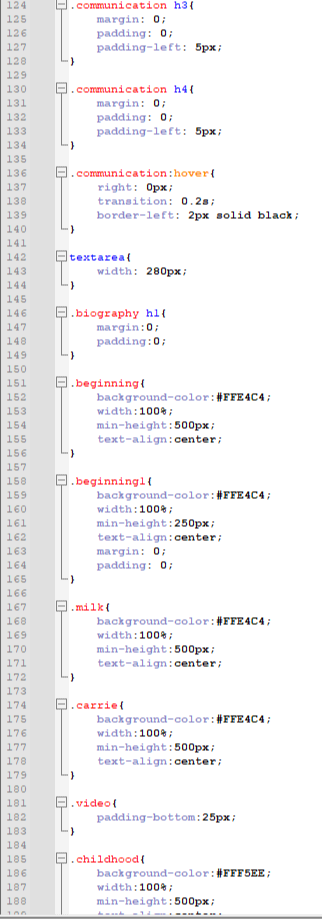 124 .communication h3{
125 margin: 0;
126 padding: 0;
127 padding-left: 5px;
128 }
129
130 .communication h4{
131 margin: 0;
132 padding: 0;
133 padding-left: 5px;
134 }
135
136 .communication:hover{
137 right: 0px;
138 transition: 0.2s;
139 border-left: 2px solid black;
140 }
141
142 textarea{
143 width: 280px;
144 }
145
146 .biography h1{
147 margin:0;
148 padding:0;
149 }
150
151 .beginning{
152 background-color:#FFE4C4;
153 width:100%;
154 min-height:500px;
155 text-align:center;
156 }
157
158 .beginning1{
159 background-color:#FFE4C4;
160 width:100%;
161 min-height:250px;
162 text-align:center;
163 margin: 0;
164 padding: 0;
165 }
166
167 .milk{
168 background-color:#FFE4C4;
169 width:100%;
170 min-height:500px;
171 text-align:center;
172 }
173
174 .carrie{
175 background-color:#FFE4C4;
176 width:100%;
177 min-height:500px;
178 text-align:center;
179 }
180
181 .video{
182 padding-bottom:25px;
183 }
184
185 .childhood{
186 background-color:#FFF5EE;
187 width:100%;
188 min-height:500px;